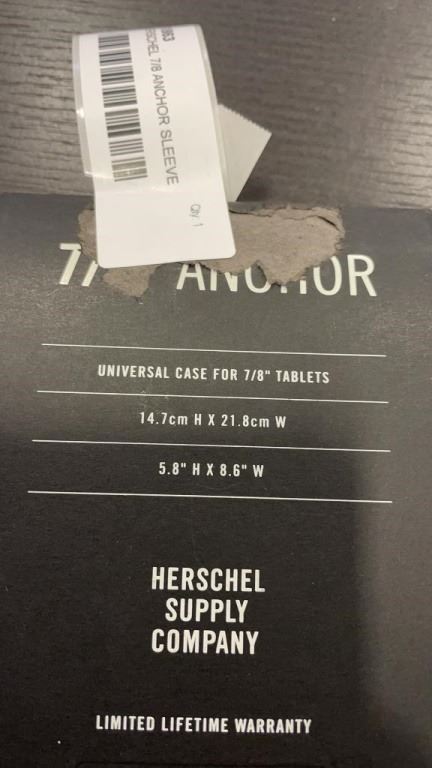 HERSCHEL 7/8 ANCHOR SLEEVE
Qty: 1
ANCHOR
UNIVERSAL CASE FOR 7/8" TABLETS
14.7cm H X 21.8cm W
5.8" H X 8.6" W
HERSCHEL
SUPPLY
COMPANY
LIMITED LIFETIME WARRANTY